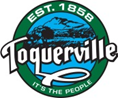 EST. 1858
Toquerville
IT'S THE PEOPLE